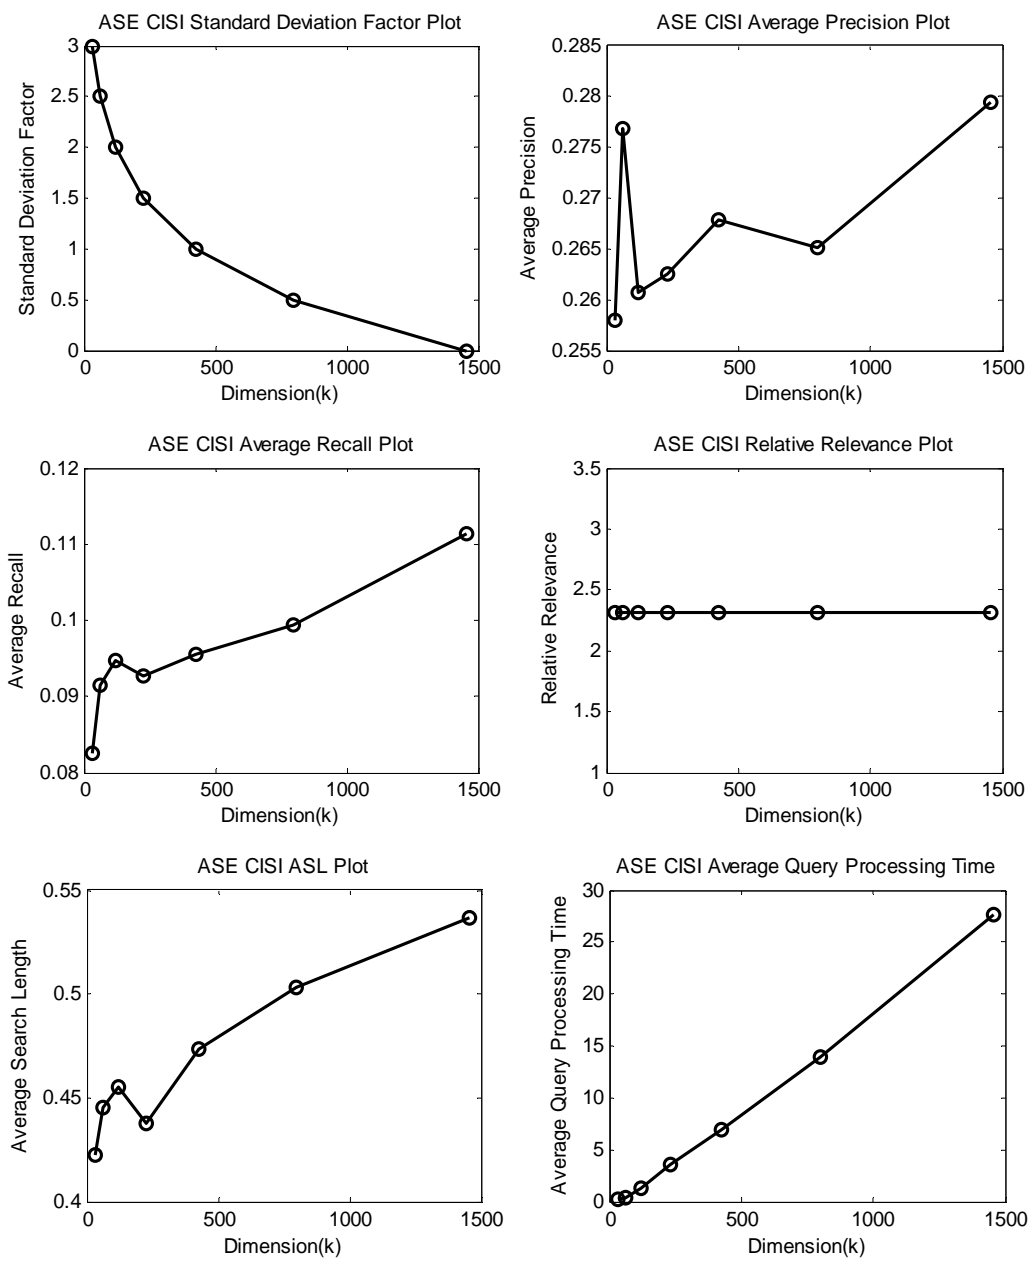 ASE CISI Standard Deviation Factor Plot
3
2.5
2
1.5
1
0.5
0
Standard Deviation Factor
0 500 1000 1500
Dimension(k)
ASE CISI Average Precision Plot
0.285
0.28
0.275
0.27
0.265
0.26
0.255
Average Precision
0 500 1000 1500
Dimension(k)
ASE CISI Average Recall Plot
0.12
0.11
0.1
0.09
0.08
Average Recall
0 500 1000 1500
Dimension(k)
ASE CISI Relative Relevance Plot
3.5
3
2.5
2
1.5
1
Relative Relevance
0 500 1000 1500
Dimension(k)
ASE CISI ASL Plot
0.55
0.5
0.45
0.4
Average Search Length
0 500 1000 1500
Dimension(k)
ASE CISI Average Query Processing Time
30
25
20
15
10
5
0
Average Query Processing Time
0 500 1000 1500
Dimension(k)